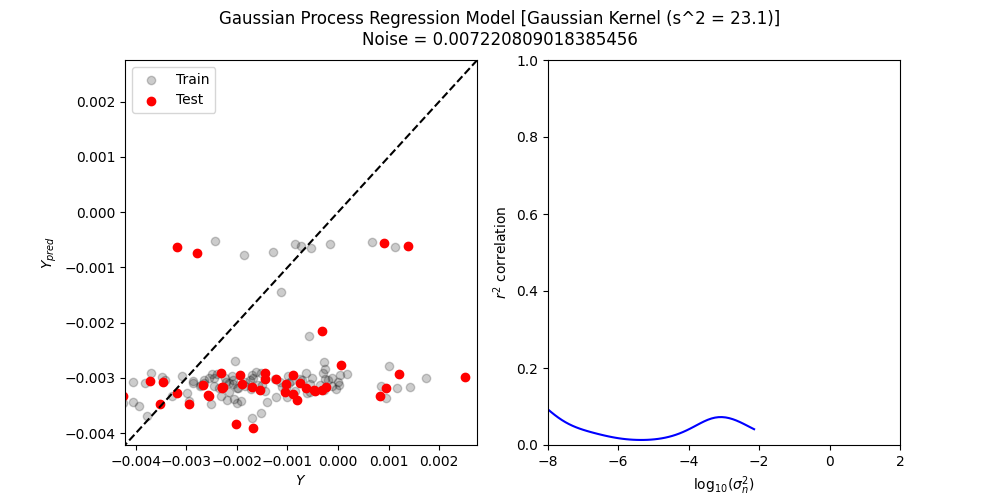 Gaussian Process Regression Model [Gaussian Kernel (s^2 = 23.1)]
Noise = 0.007220809018385456
Train
Test
0.002
0.001
0.000
−0.001
−0.002
−0.003
−0.004
Y_pred
−0.004 −0.003 −0.002 −0.001 0.000 0.001 0.002
Y
1.0
0.8
0.6
0.4
0.2
0.0
r² correlation
−8 −6 −4 −2 0 2
log₁₀(σₙ²)